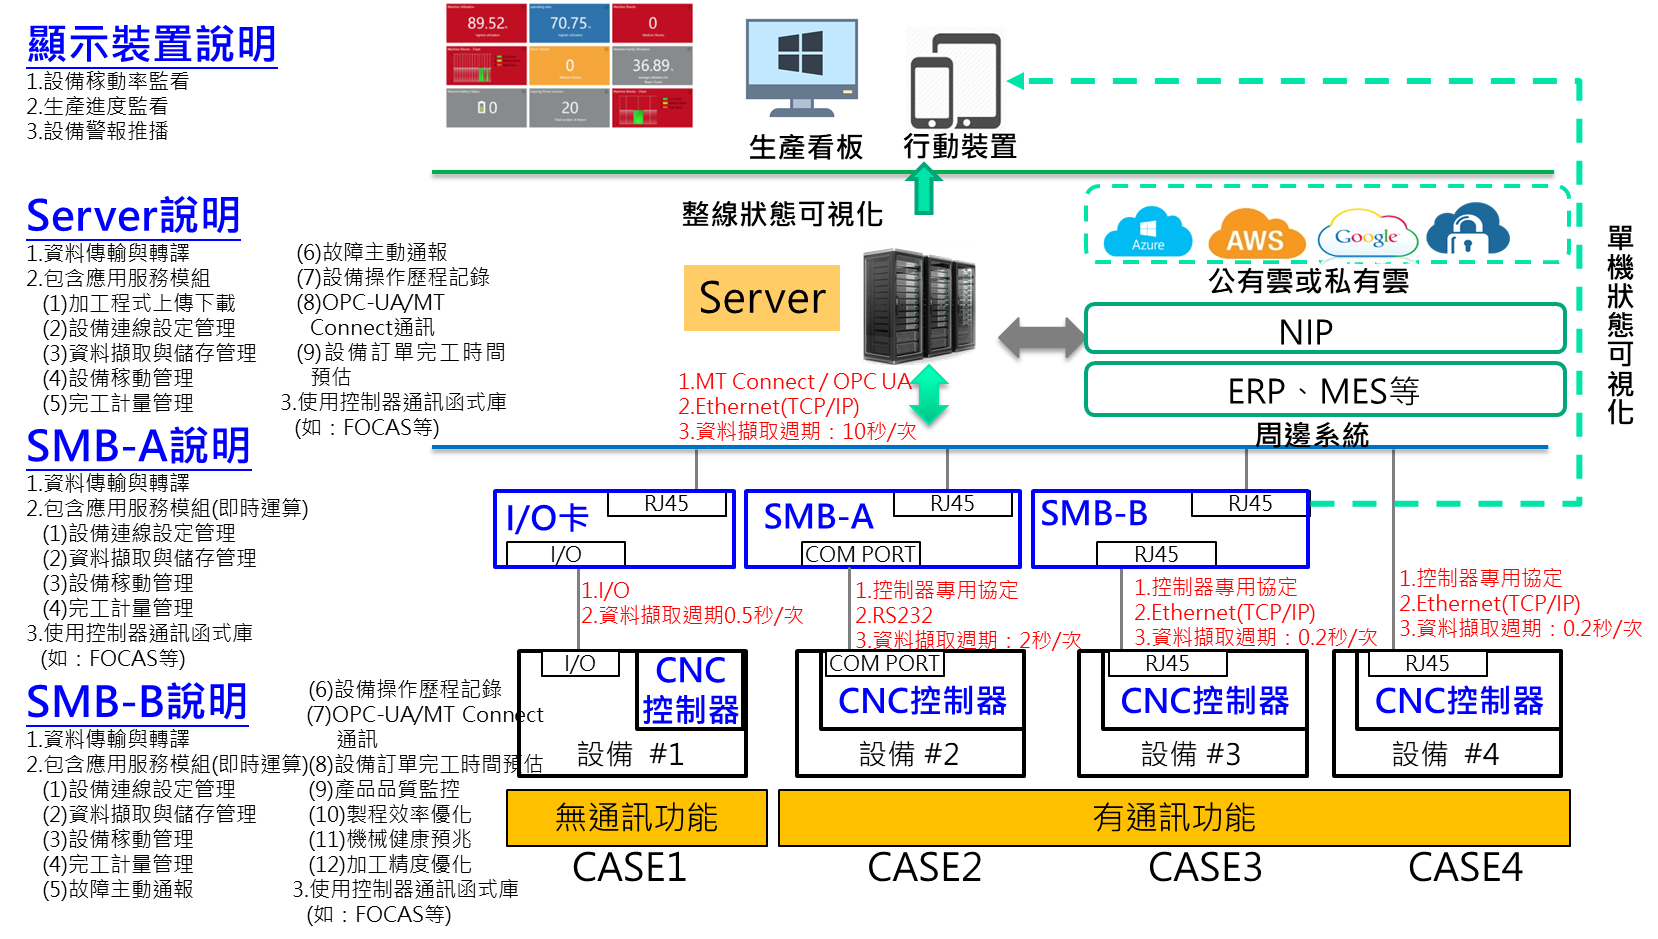 顯示裝置說明
1.設備稼動率監看
2.生產進度監看
3.設備警報推播
89.52
70.75
0
0
36.89
0
20
生產看板
行動裝置
整線狀態可視化
單機狀態可視化
Server說明
1.資料傳輸與轉譯
2.包含應用服務模組
(1)加工程式上傳下載
(2)設備連線設定管理
(3)資料擷取與儲存管理
(4)設備稼動管理
(5)完工計量管理
(6)故障主動通報
(7)設備操作歷程記錄
(8)OPC-UA/MT
Connect通訊
(9)設備訂單完工時間
預估
3.使用控制器通訊函式庫
(如：FOCAS等)
Server
Azure
AWS
Google
公有雲或私有雲
NIP
ERP、MES等
周邊系統
1.MT Connect / OPC UA
2.Ethernet(TCP/IP)
3.資料擷取週期：10秒/次
SMB-A說明
1.資料傳輸與轉譯
2.包含應用服務模組(即時運算)
(1)設備連線設定管理
(2)資料擷取與儲存管理
(3)設備稼動管理
(4)完工計量管理
3.使用控制器通訊函式庫
(如：FOCAS等)
I/O卡
RJ45
I/O
SMB-A
RJ45
COM PORT
SMB-B
RJ45
RJ45
1.I/O
2.資料擷取週期0.5秒/次
1.控制器專用協定
2.RS232
3.資料擷取週期：2秒/次
1.控制器專用協定
2.Ethernet(TCP/IP)
3.資料擷取週期：0.2秒/次
1.控制器專用協定
2.Ethernet(TCP/IP)
3.資料擷取週期：0.2秒/次
SMB-B說明
1.資料傳輸與轉譯
2.包含應用服務模組(即時運算)
(1)設備連線設定管理
(2)資料擷取與儲存管理
(3)設備稼動管理
(4)完工計量管理
(5)故障主動通報
(6)設備操作歷程記錄
(7)OPC-UA/MT Connect
通訊
(8)設備訂單完工時間預估
(9)產品品質監控
(10)製程效率優化
(11)機械健康預兆
(12)加工精度優化
3.使用控制器通訊函式庫
(如：FOCAS等)
I/O
CNC
控制器
設備 #1
COM PORT
CNC控制器
設備 #2
RJ45
CNC控制器
設備 #3
RJ45
CNC控制器
設備 #4
無通訊功能
有通訊功能
CASE1
CASE2
CASE3
CASE4